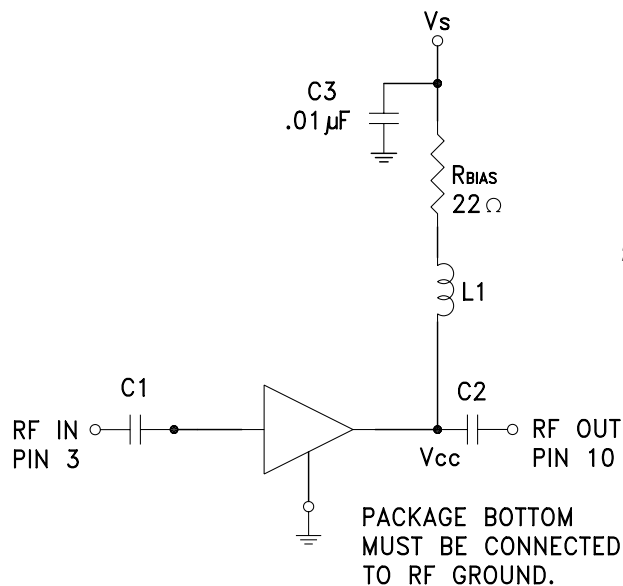 Vs
C3
.01µF
RBIAS
22Ω
L1
C1
C2
RF IN
PIN 3
Vcc
RF OUT
PIN 10
PACKAGE BOTTOM
MUST BE CONNECTED
TO RF GROUND.